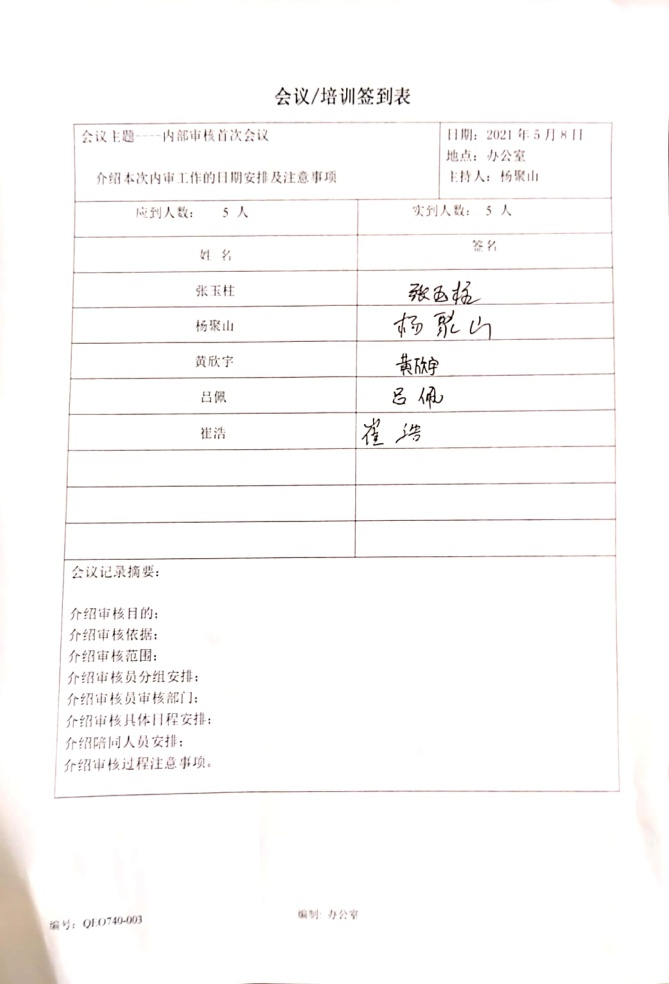 会议/培训签到表
会议主题----内部审核首次会议
日期：2021 年 5 月 8 日
地点：办公室
介绍本次内审工作的日期安排及注意事项
主持人：杨聚山
应到人数： 5 人 实到人数：5 人
姓 名 签名
张玉柱 张玉柱
杨聚山 杨聚山
黄欣宇 黄欣宇
吕佩 吕佩
崔浩 崔浩
会议记录摘要：
介绍审核目的；
介绍审核依据；
介绍审核范围；
介绍审核员分组安排；
介绍审核员审核部门；
介绍审核具体日程安排；
介绍陪同人员安排；
介绍审核过程注意事项。
编号：QEO740-003 编制：办公室